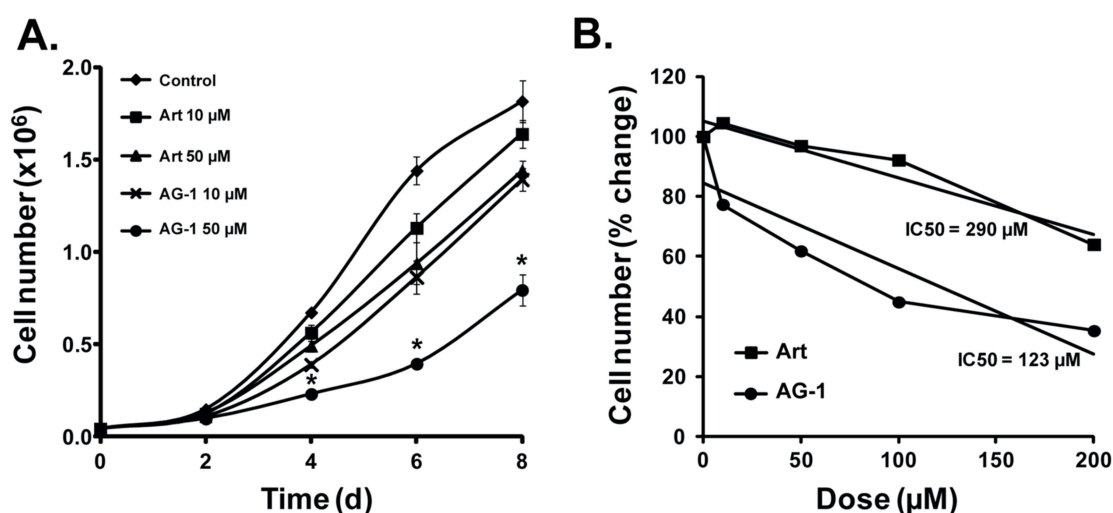 A.
Cell number (x10⁶)
2.0
1.5
1.0
0.5
0.0
Control
Art 10 µM
Art 50 µM
AG-1 10 µM
AG-1 50 µM
*
*
*
0 2 4 6 8
Time (d)
B.
Cell number (% change)
120
100
80
60
40
20
0
IC50 = 290 µM
IC50 = 123 µM
Art
AG-1
0 50 100 150 200
Dose (µM)